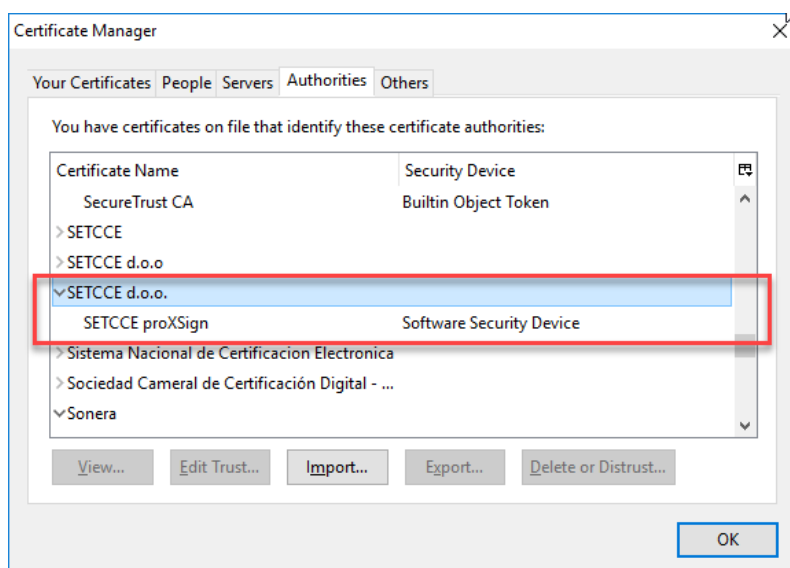 Certificate Manager
Your Certificates People Servers Authorities Others
You have certificates on file that identify these certificate authorities:
Certificate Name Security Device
SecureTrust CA Builtin Object Token
SETCCE
SETCCE d.o.o
SETCCE d.o.o.
SETCCE proXSign Software Security Device
Sistema Nacional de Certificacion Electronica
Sociedad Cameral de Certificación Digital - ...
Sonera
View... Edit Trust... Import... Export... Delete or Distrust...
OK